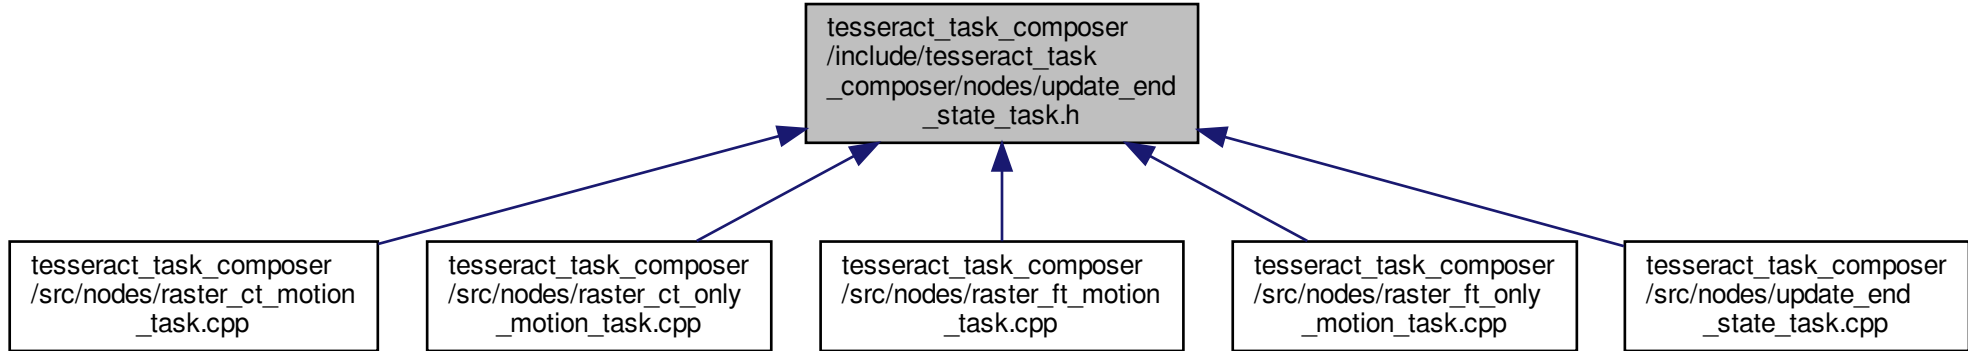 tesseract_task_composer
/include/tesseract_task
_composer/nodes/update_end
_state_task.h
tesseract_task_composer
/src/nodes/raster_ct_motion
_task.cpp
tesseract_task_composer
/src/nodes/raster_ct_only
_motion_task.cpp
tesseract_task_composer
/src/nodes/raster_ft_motion
_task.cpp
tesseract_task_composer
/src/nodes/raster_ft_only
_motion_task.cpp
tesseract_task_composer
/src/nodes/update_end
_state_task.cpp